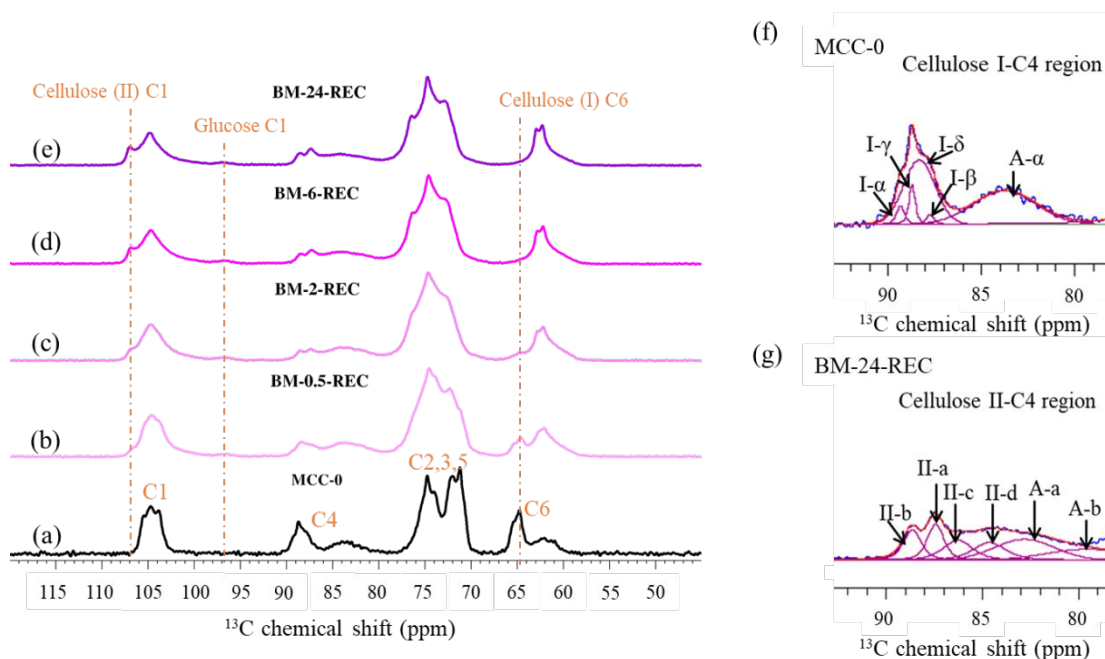 BM-24-REC
Cellulose (II) C1
Cellulose (I) C6
Glucose C1
(e)
BM-6-REC
(d)
BM-2-REC
(c)
BM-0.5-REC
(b)
C2,3,5
MCC-0
C1
C4
C6
(a)
115 110 105 100 95 90 85 80 75 70 65 60 55 50
¹³C chemical shift (ppm)
(f)
MCC-0
Cellulose I-C4 region
I-γ
I-δ
A-α
I-α
I-β
90 85 80
¹³C chemical shift (ppm)
(g)
BM-24-REC
Cellulose II-C4 region
II-a
II-c
II-d
A-a
II-b
A-b
90 85 80
¹³C chemical shift (ppm)